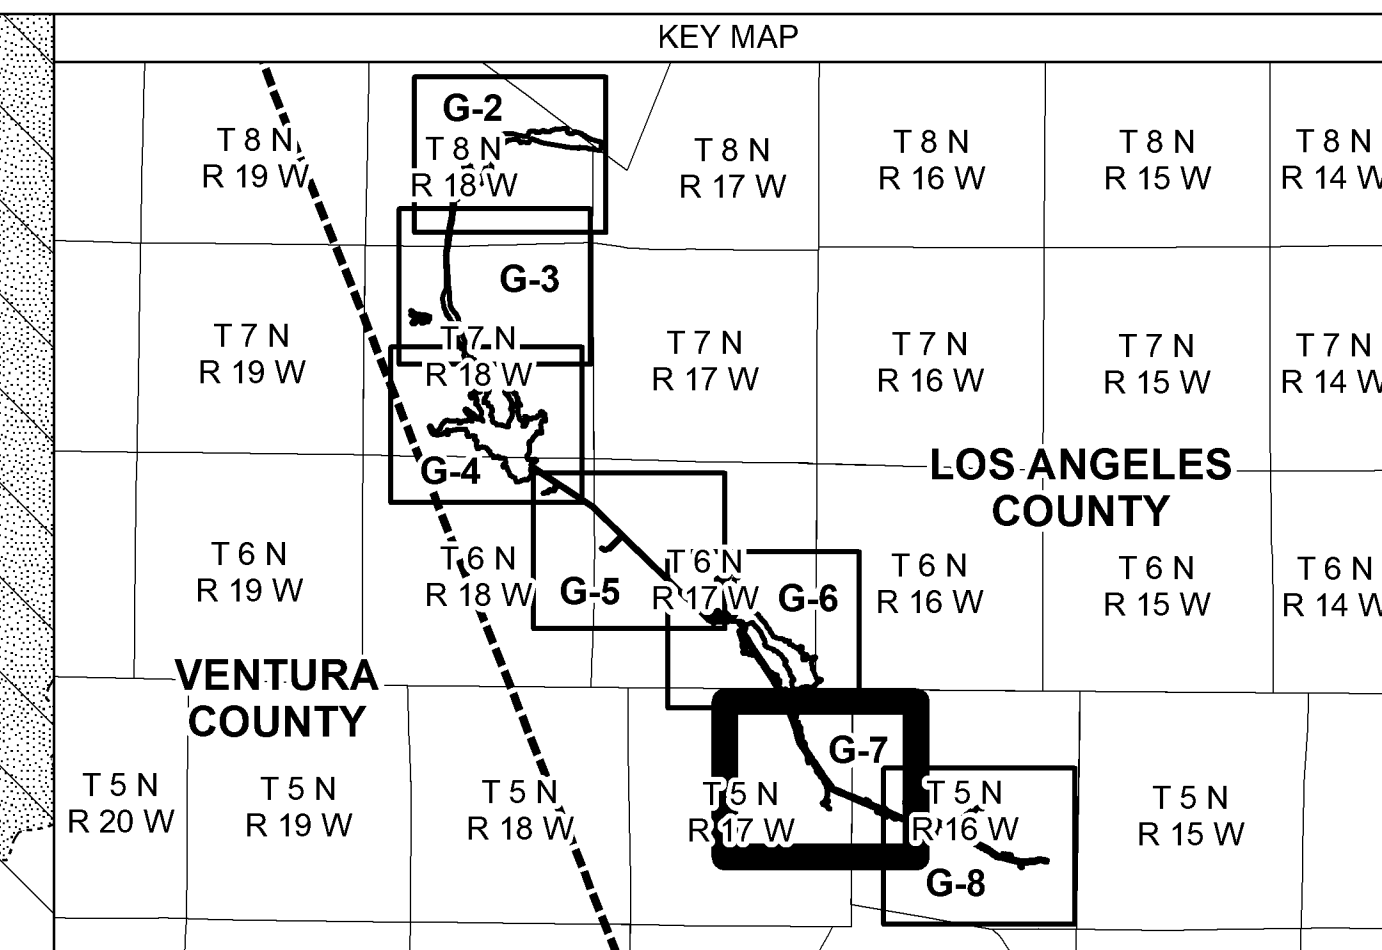 KEY MAP
G-2
T 8 N
R 19 W
T 8 N
R 18 W
T 8 N
R 17 W
T 8 N
R 16 W
T 8 N
R 15 W
T 8 N
R 14 W
G-3
T 7 N
R 19 W
T 7 N
R 18 W
T 7 N
R 17 W
T 7 N
R 16 W
T 7 N
R 15 W
T 7 N
R 14 W
G-4
LOS ANGELES
COUNTY
T 6 N
R 19 W
T 6 N
R 18 W
G-5
T 6 N
R 17 W
G-6
T 6 N
R 16 W
T 6 N
R 15 W
T 6 N
R 14 W
VENTURA
COUNTY
G-7
T 5 N
R 20 W
T 5 N
R 19 W
T 5 N
R 18 W
T 5 N
R 17 W
T 5 N
R 16 W
T 5 N
R 15 W
G-8